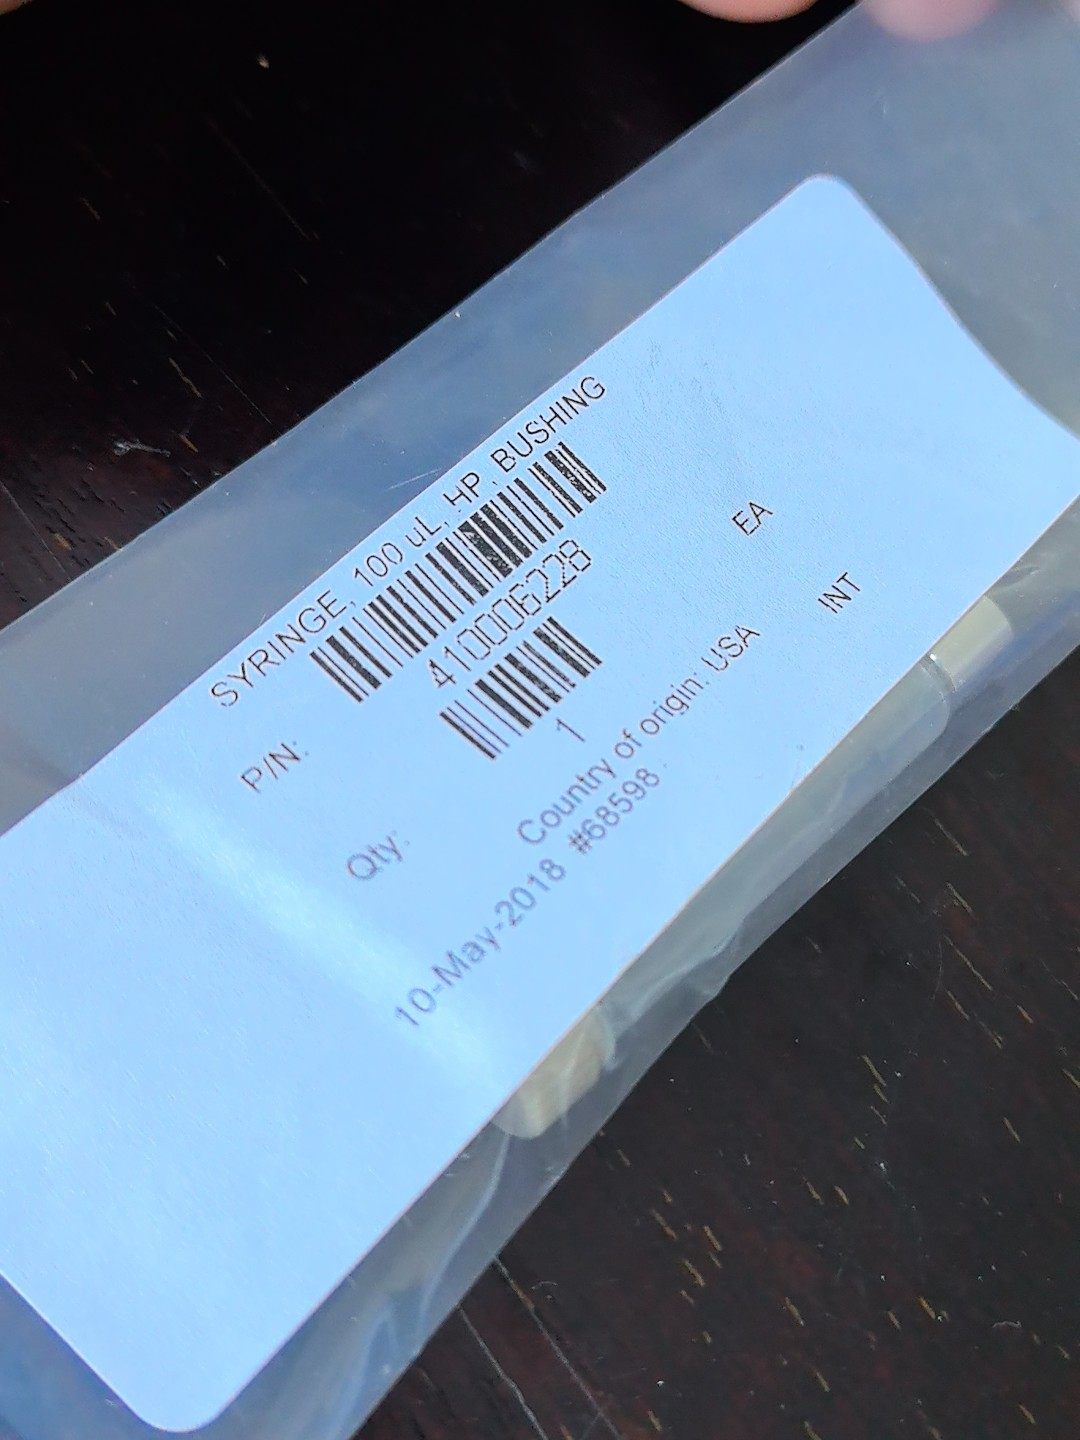 SYRINGE, 100 uL, HP, BUSHING
P/N:
410006228
Qty:
1
EA
Country of origin: USA
INT
10-May-2018 #68598